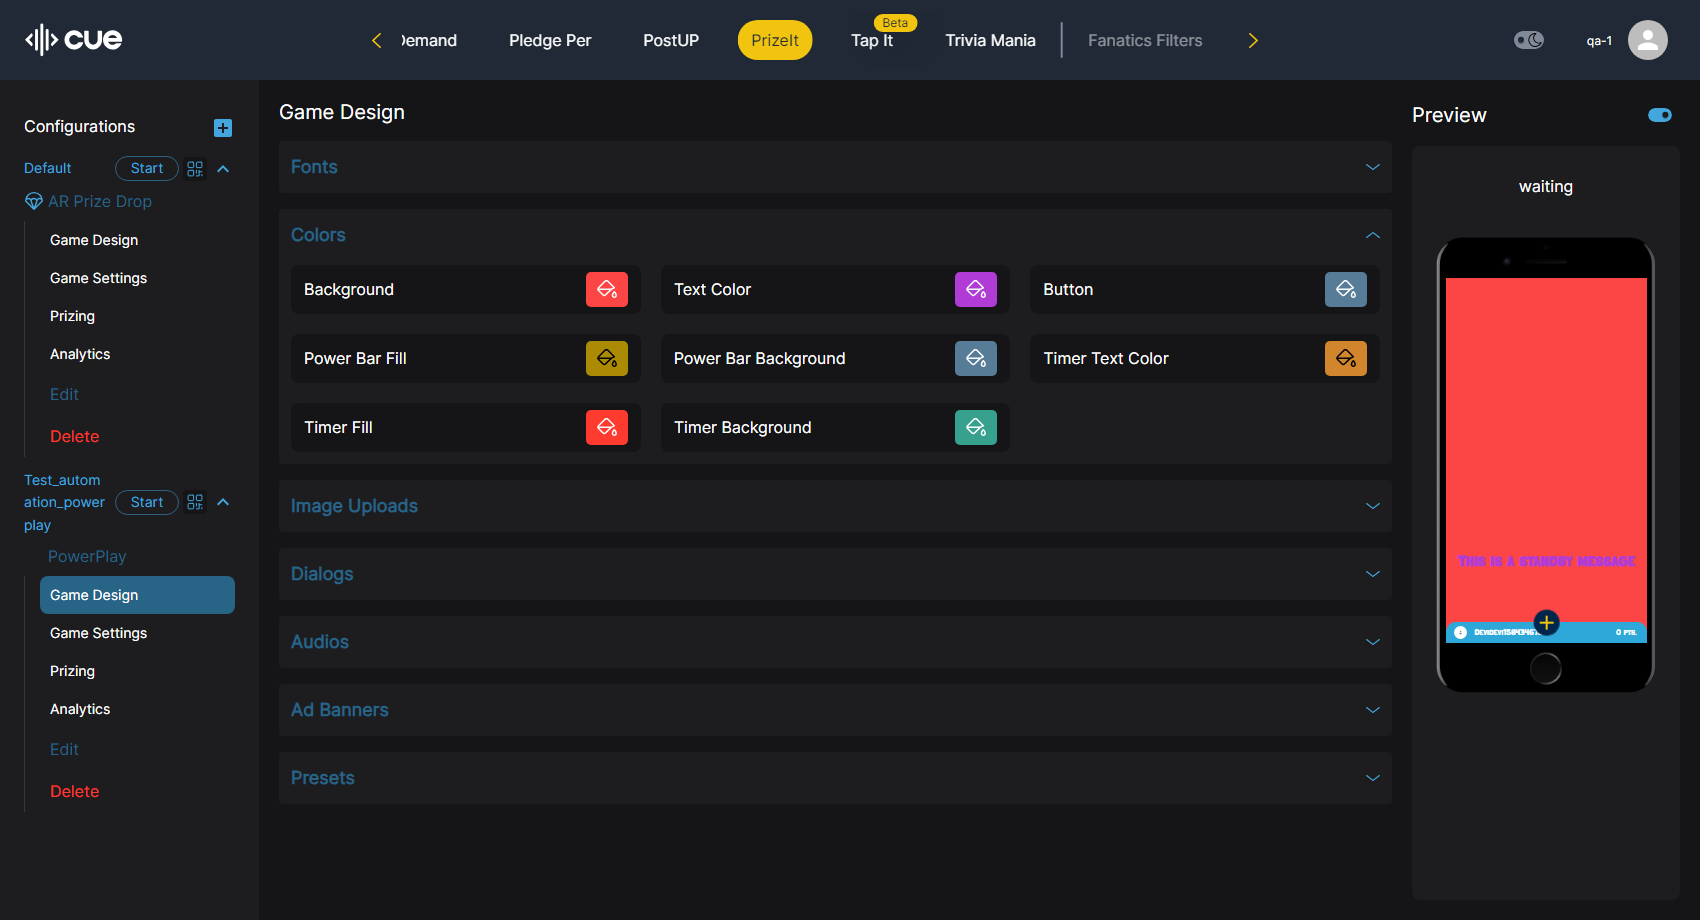 cue
Pledge Per
PostUP
PrizeIt
Beta
Tap It
Trivia Mania
Fanatics Filters
qa-1
Configurations
Default
Start
AR Prize Drop
Game Design
Game Settings
Prizing
Analytics
Edit
Delete
Test_autom
ation_power
play
Start
PowerPlay
Game Design
Game Settings
Prizing
Analytics
Edit
Delete
Game Design
Fonts
Colors
Background
Text Color
Button
Power Bar Fill
Power Bar Background
Timer Text Color
Timer Fill
Timer Background
Image Uploads
Dialogs
Audios
Ad Banners
Presets
Preview
waiting
This is a standby message
0 pts.